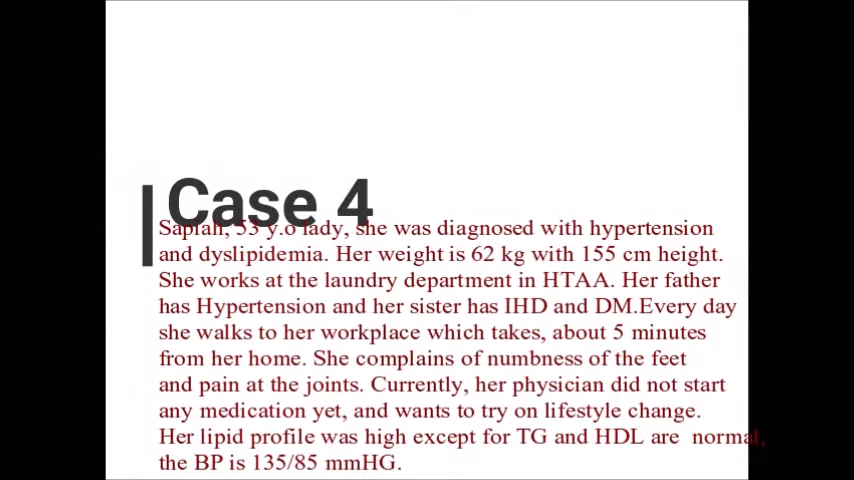 Case 4
Sapiah, 53 y.o lady, she was diagnosed with hypertension
and dyslipidemia. Her weight is 62 kg with 155 cm height.
She works at the laundry department in HTAA. Her father
has Hypertension and her sister has IHD and DM.Every day
she walks to her workplace which takes, about 5 minutes
from her home. She complains of numbness of the feet
and pain at the joints. Currently, her physician did not start
any medication yet, and wants to try on lifestyle change.
Her lipid profile was high except for TG and HDL are normal,
the BP is 135/85 mmHG.